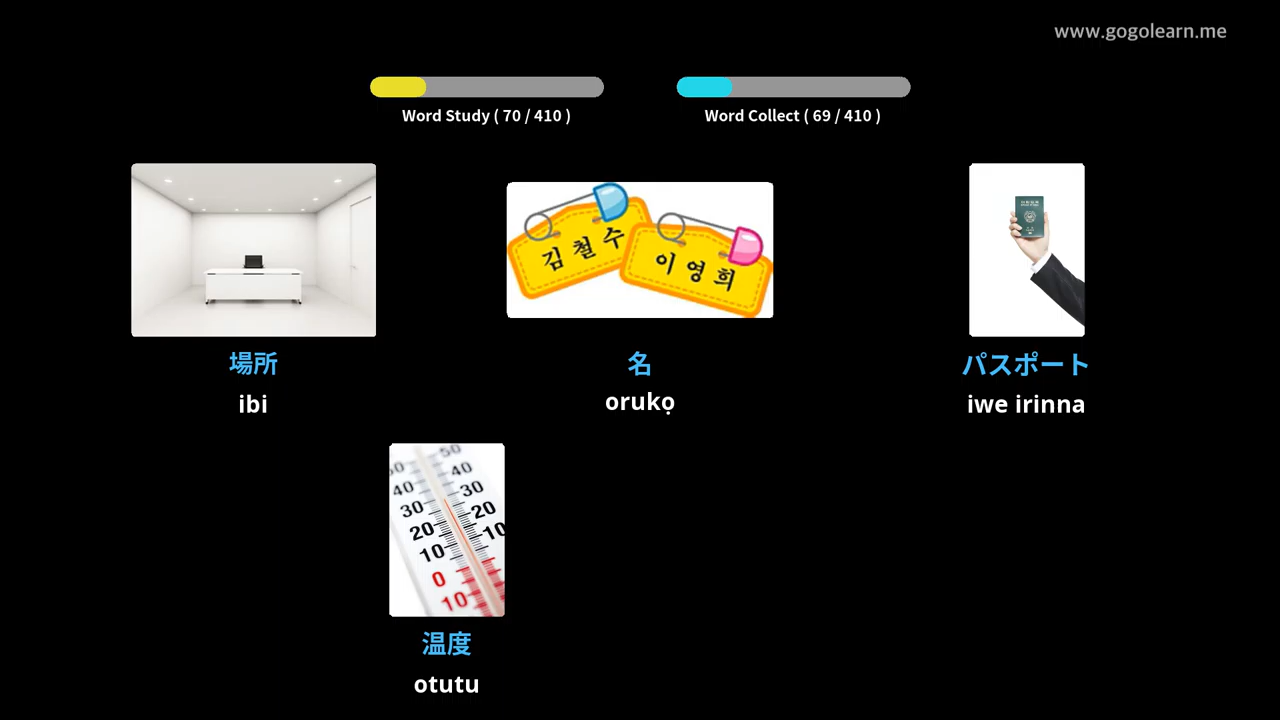 www.gogolearn.me
Word Study ( 70 / 410 )
Word Collect ( 69 / 410 )
김철수
이영희
場所
名
パスポート
ibi
orukọ
iwe irinna
50
40 40
30 30
20 20
10 10
0
10
温度
otutu